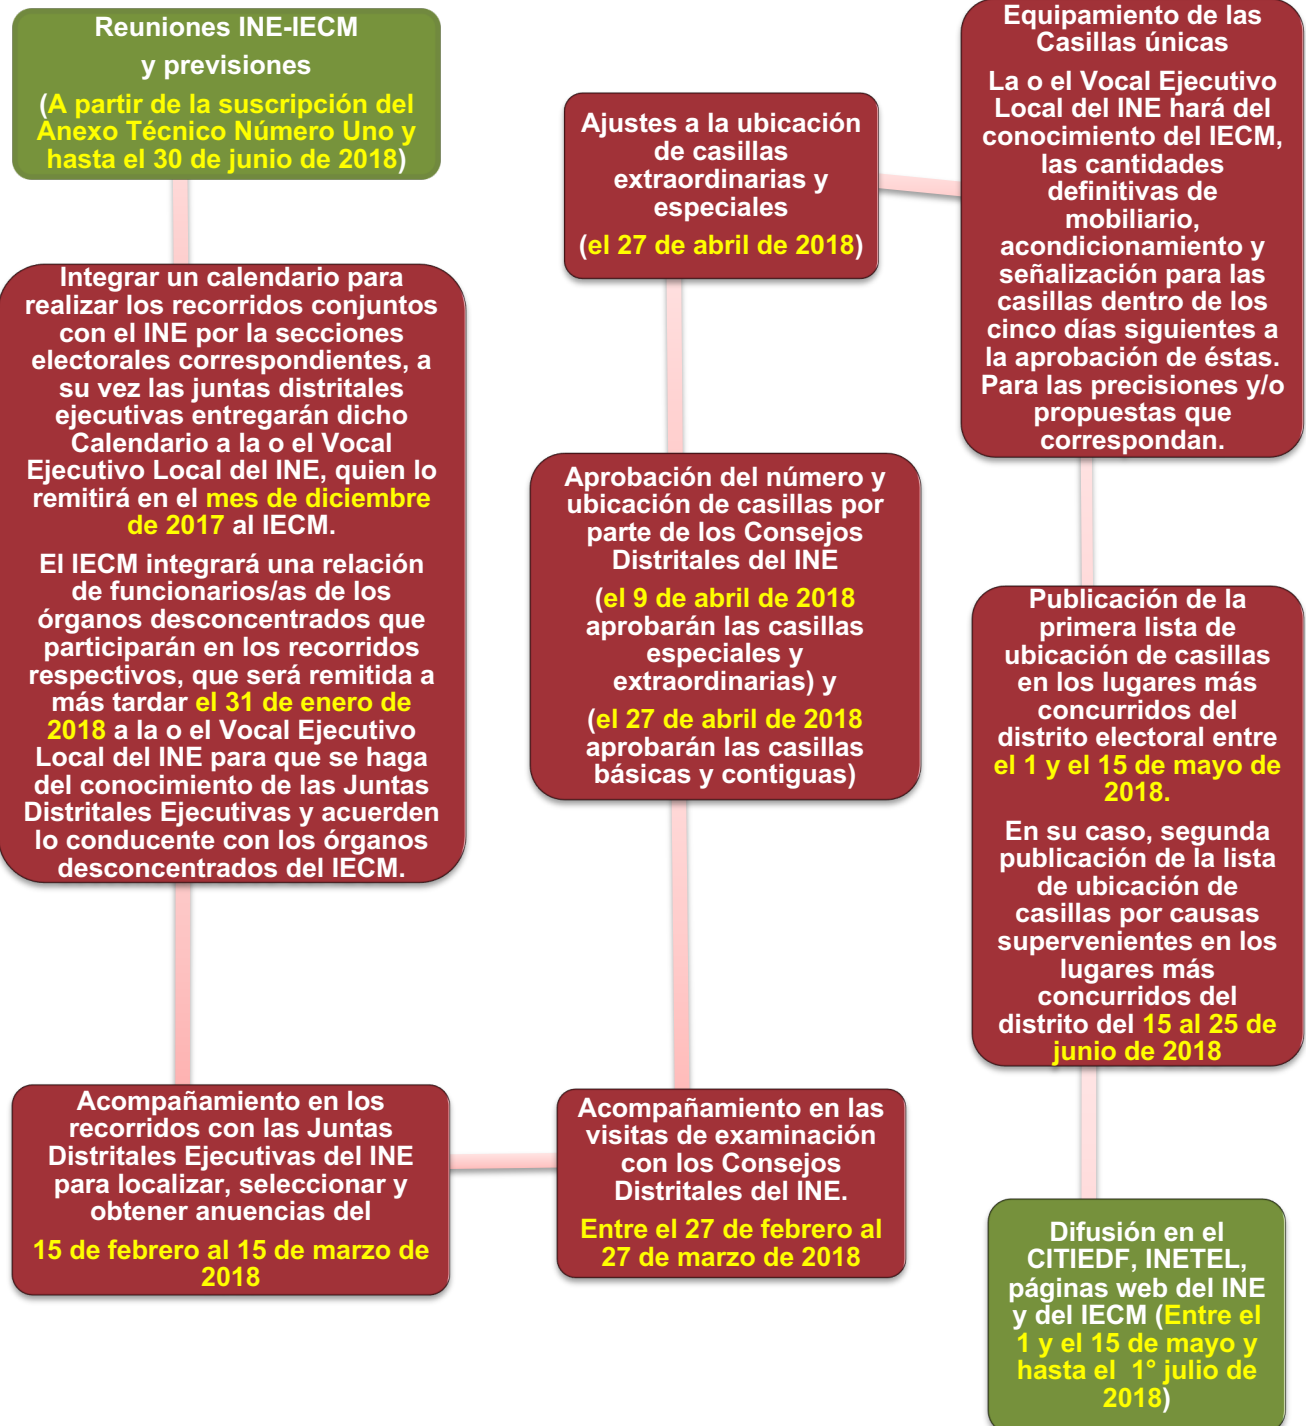 Reuniones INE-IECM
y previsiones
(A partir de la suscripción del
Anexo Técnico Número Uno y
hasta el 30 de junio de 2018)
Integrar un calendario para
realizar los recorridos conjuntos
con el INE por la secciones
electorales correspondientes, a
su vez las juntas distritales
ejecutivas entregarán dicho
Calendario a la o el Vocal
Ejecutivo Local del INE, quien lo
remitirá en el mes de diciembre
de 2017 al IECM.
El IECM integrará una relación
de funcionarios/as de los
órganos desconcentrados que
participarán en los recorridos
respectivos, que será remitida a
más tardar el 31 de enero de
2018 a la o el Vocal Ejecutivo
Local del INE para que se haga
del conocimiento de las Juntas
Distritales Ejecutivas y acuerden
lo conducente con los órganos
desconcentrados del IECM.
Acompañamiento en los
recorridos con las Juntas
Distritales Ejecutivas del INE
para localizar, seleccionar y
obtener anuencias del
15 de febrero al 15 de marzo de
2018
Acompañamiento en las
visitas de examinación
con los Consejos
Distritales del INE.
Entre el 27 de febrero al
27 de marzo de 2018
Aprobación del número y
ubicación de casillas por
parte de los Consejos
Distritales del INE
(el 9 de abril de 2018
aprobarán las casillas
especiales y
extraordinarias) y
(el 27 de abril de 2018
aprobarán las casillas
básicas y contiguas)
Ajustes a la ubicación
de casillas
extraordinarias y
especiales
(el 27 de abril de 2018)
Equipamiento de las
Casillas únicas
La o el Vocal Ejecutivo
Local del INE hará del
conocimiento del IECM,
las cantidades
definitivas de
mobiliario,
acondicionamiento y
señalización para las
casillas dentro de los
cinco días siguientes a
la aprobación de éstas.
Para las precisiones y/o
propuestas que
correspondan.
Publicación de la
primera lista de
ubicación de casillas
en los lugares más
concurridos del
distrito electoral entre
el 1 y el 15 de mayo de
2018.
En su caso, segunda
publicación de la lista
de ubicación de
casillas por causas
supervenientes en los
lugares más
concurridos del
distrito del 15 al 25 de
junio de 2018
Difusión en el
CITIEDF, INETEL,
páginas web del INE
y del IECM (Entre el
1 y el 15 de mayo y
hasta el 1° julio de
2018)